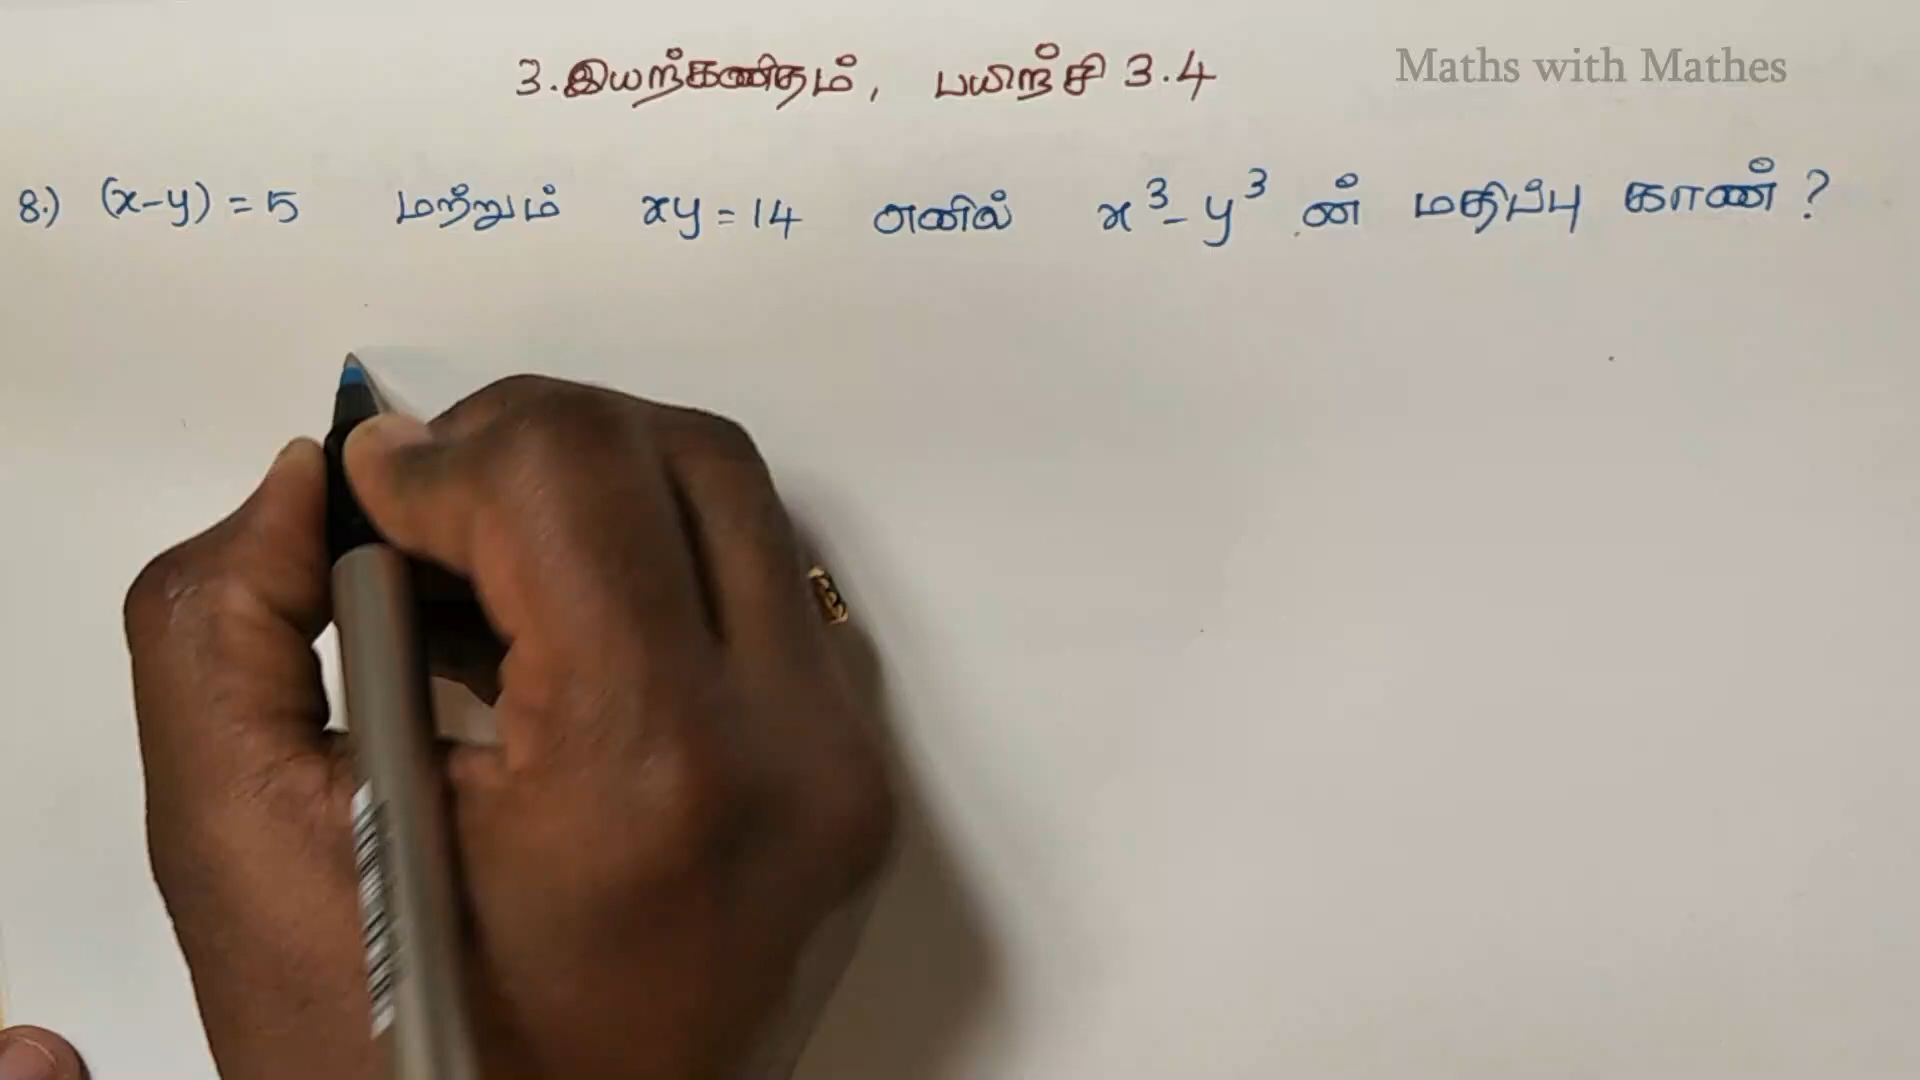 3.இயற்கணிதம், பயிற்சி 3.4
Maths with Mathes
8.) (x-y) = 5 மற்றும் xy = 14 எனில் x³ - y³ ன் மதிப்பு காண் ?